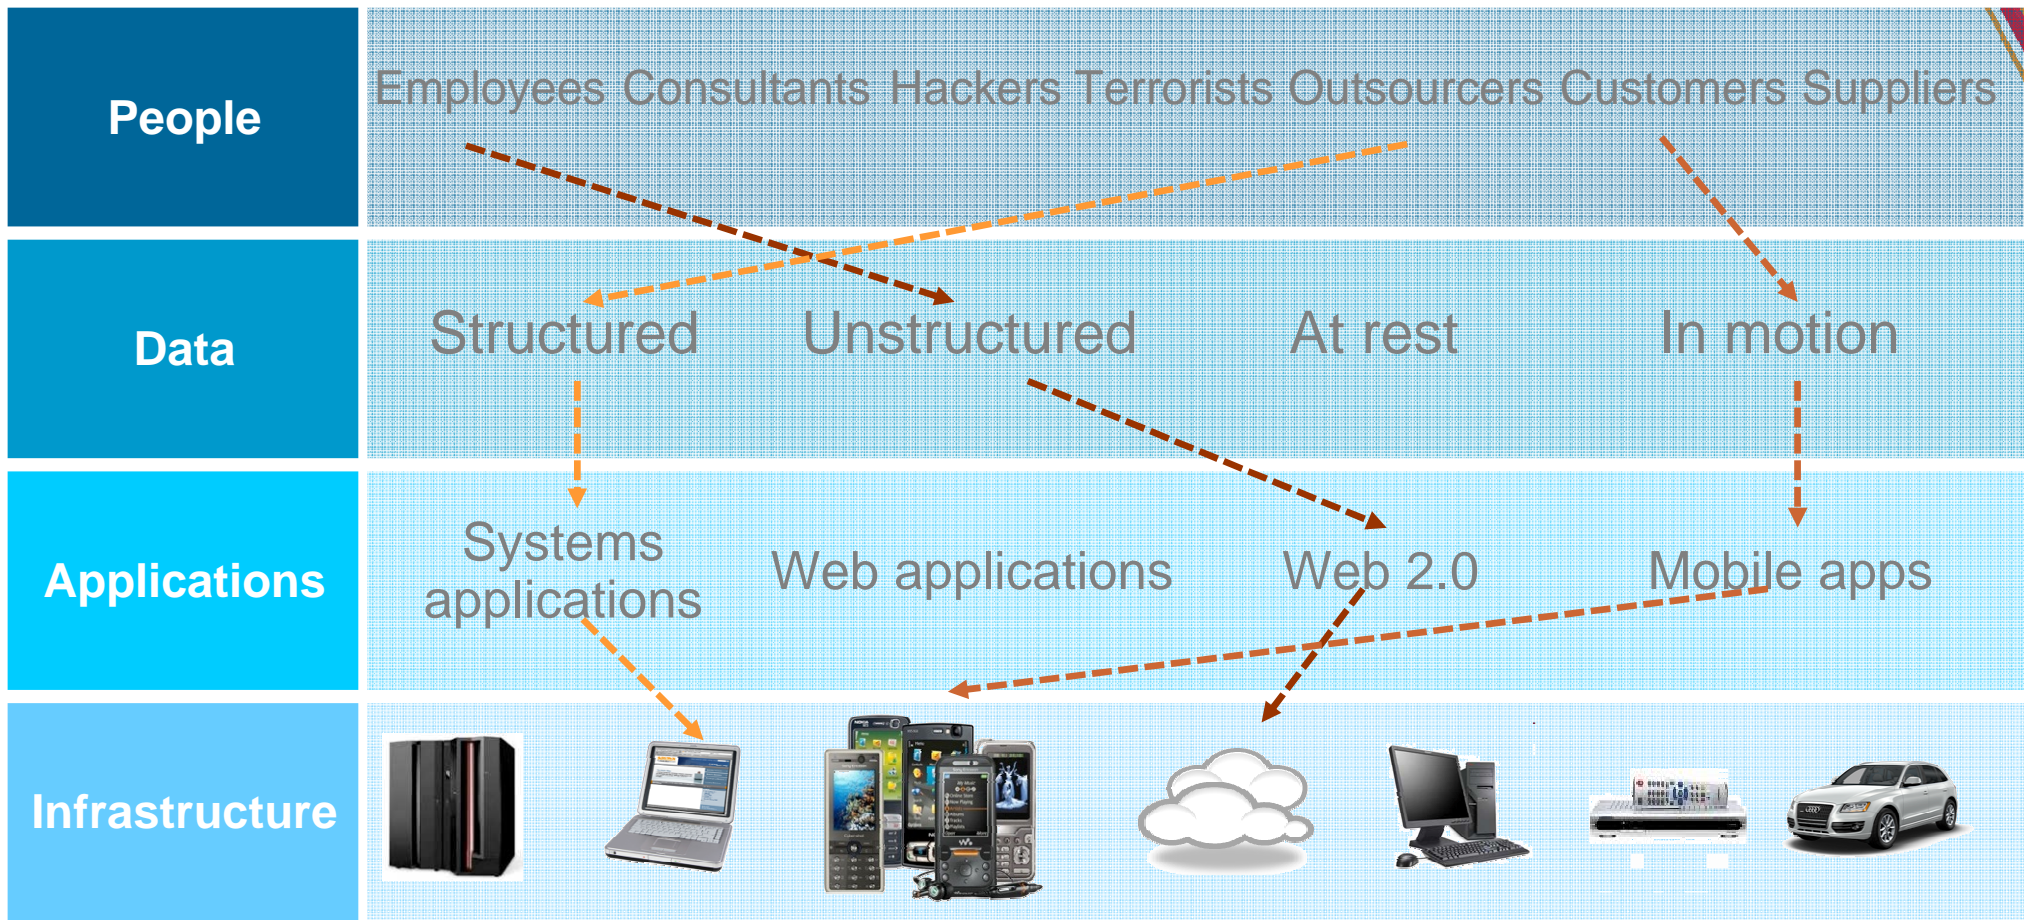 People
Employees Consultants Hackers Terrorists Outsourcers Customers Suppliers
Data
Structured Unstructured At rest In motion
Applications
Systems
applications
Web applications
Web 2.0
Mobile apps
Infrastructure